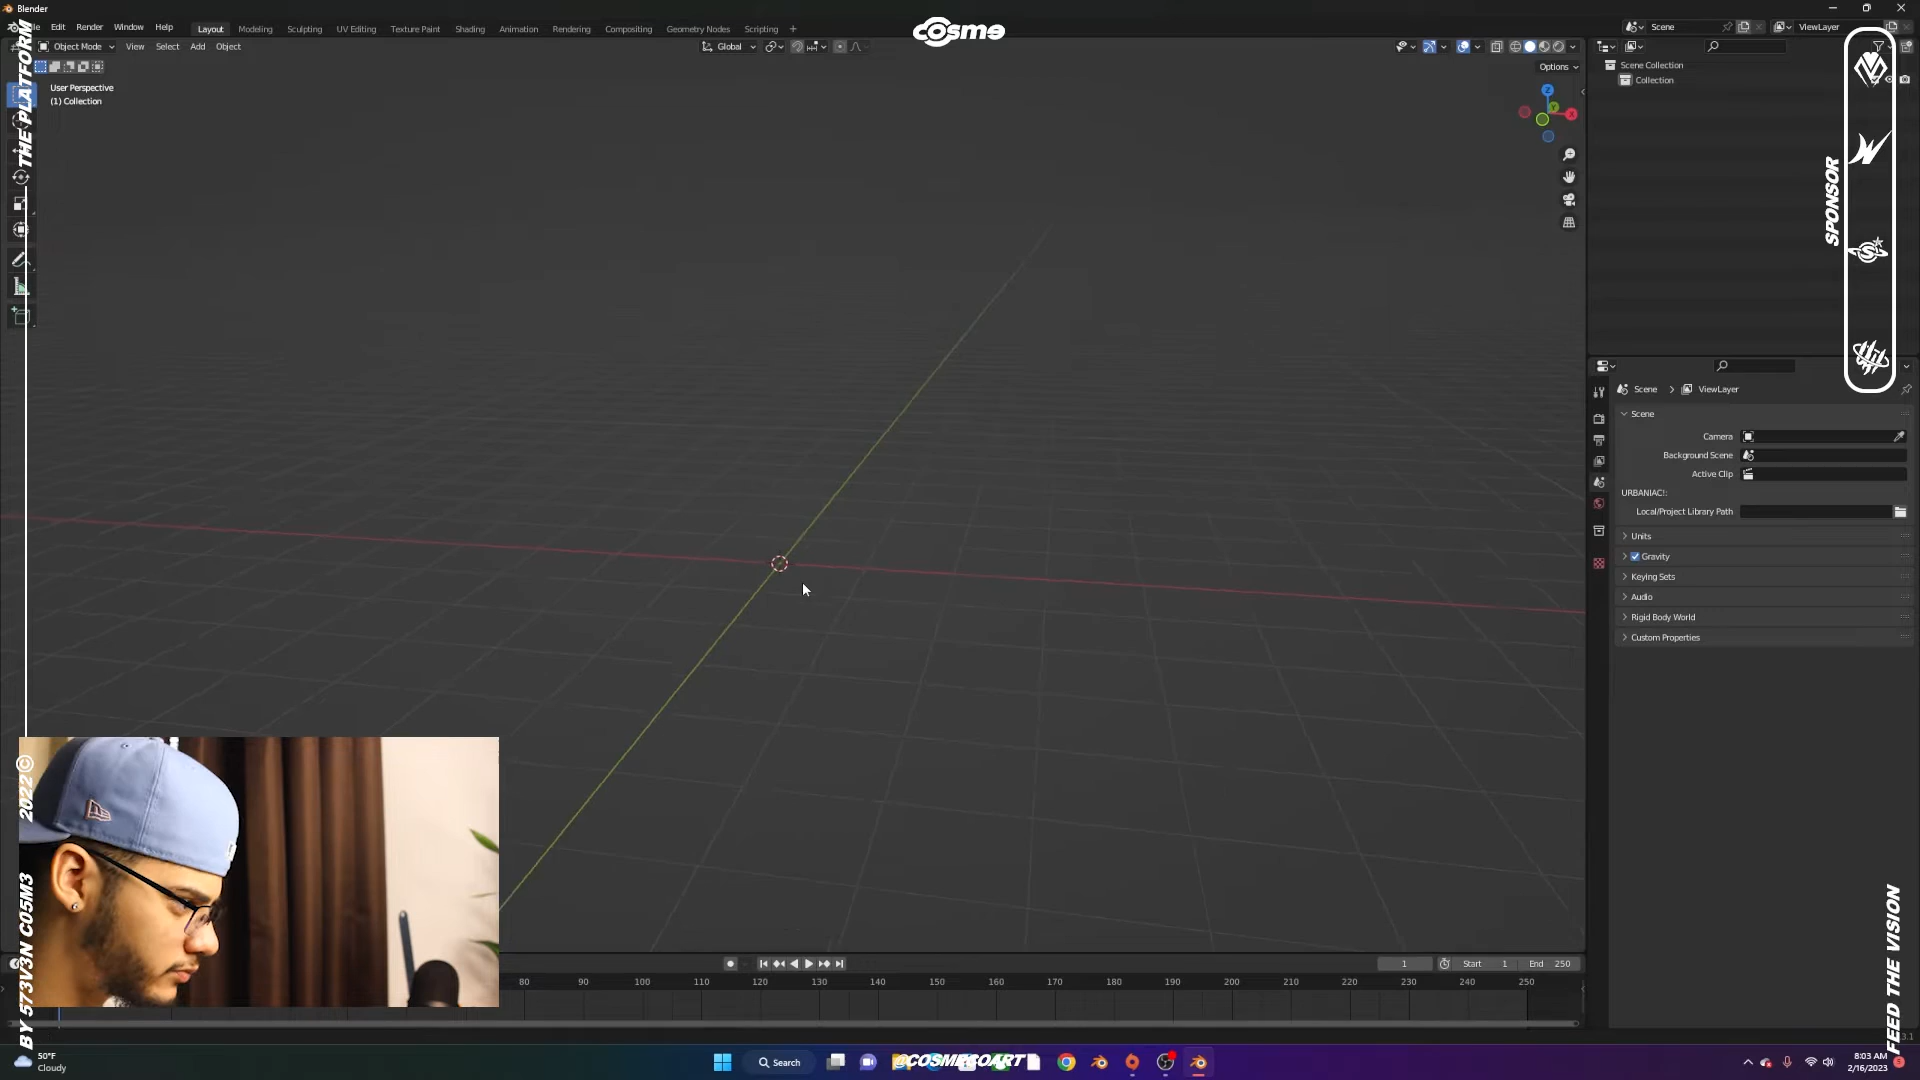 Blender
Edit Render Window Help Layout Modeling Sculpting UV Editing Texture Paint Shading Animation Rendering Compositing Geometry Nodes Scripting +
cosme
Scene ViewLayer
Object Mode View Select Add Object Global
Options
User Perspective
(1) Collection
Z
Y
X
Scene Collection
Collection
THE PLATFORM
SPONSOR
Scene > ViewLayer
Scene
Camera
Background Scene
Active Clip
URBANIAC!:
Local/Project Library Path
Units
Gravity
Keying Sets
Audio
Rigid Body World
Custom Properties
BY 573V3N C05M3 2022©
FEED THE VISION
1 Start 1 End 250
80 90 100 110 120 130 140 150 160 170 180 190 200 210 220 230 240 250
50°F
Cloudy
Search
@COSMEBOART
8:03 AM
2/16/2023